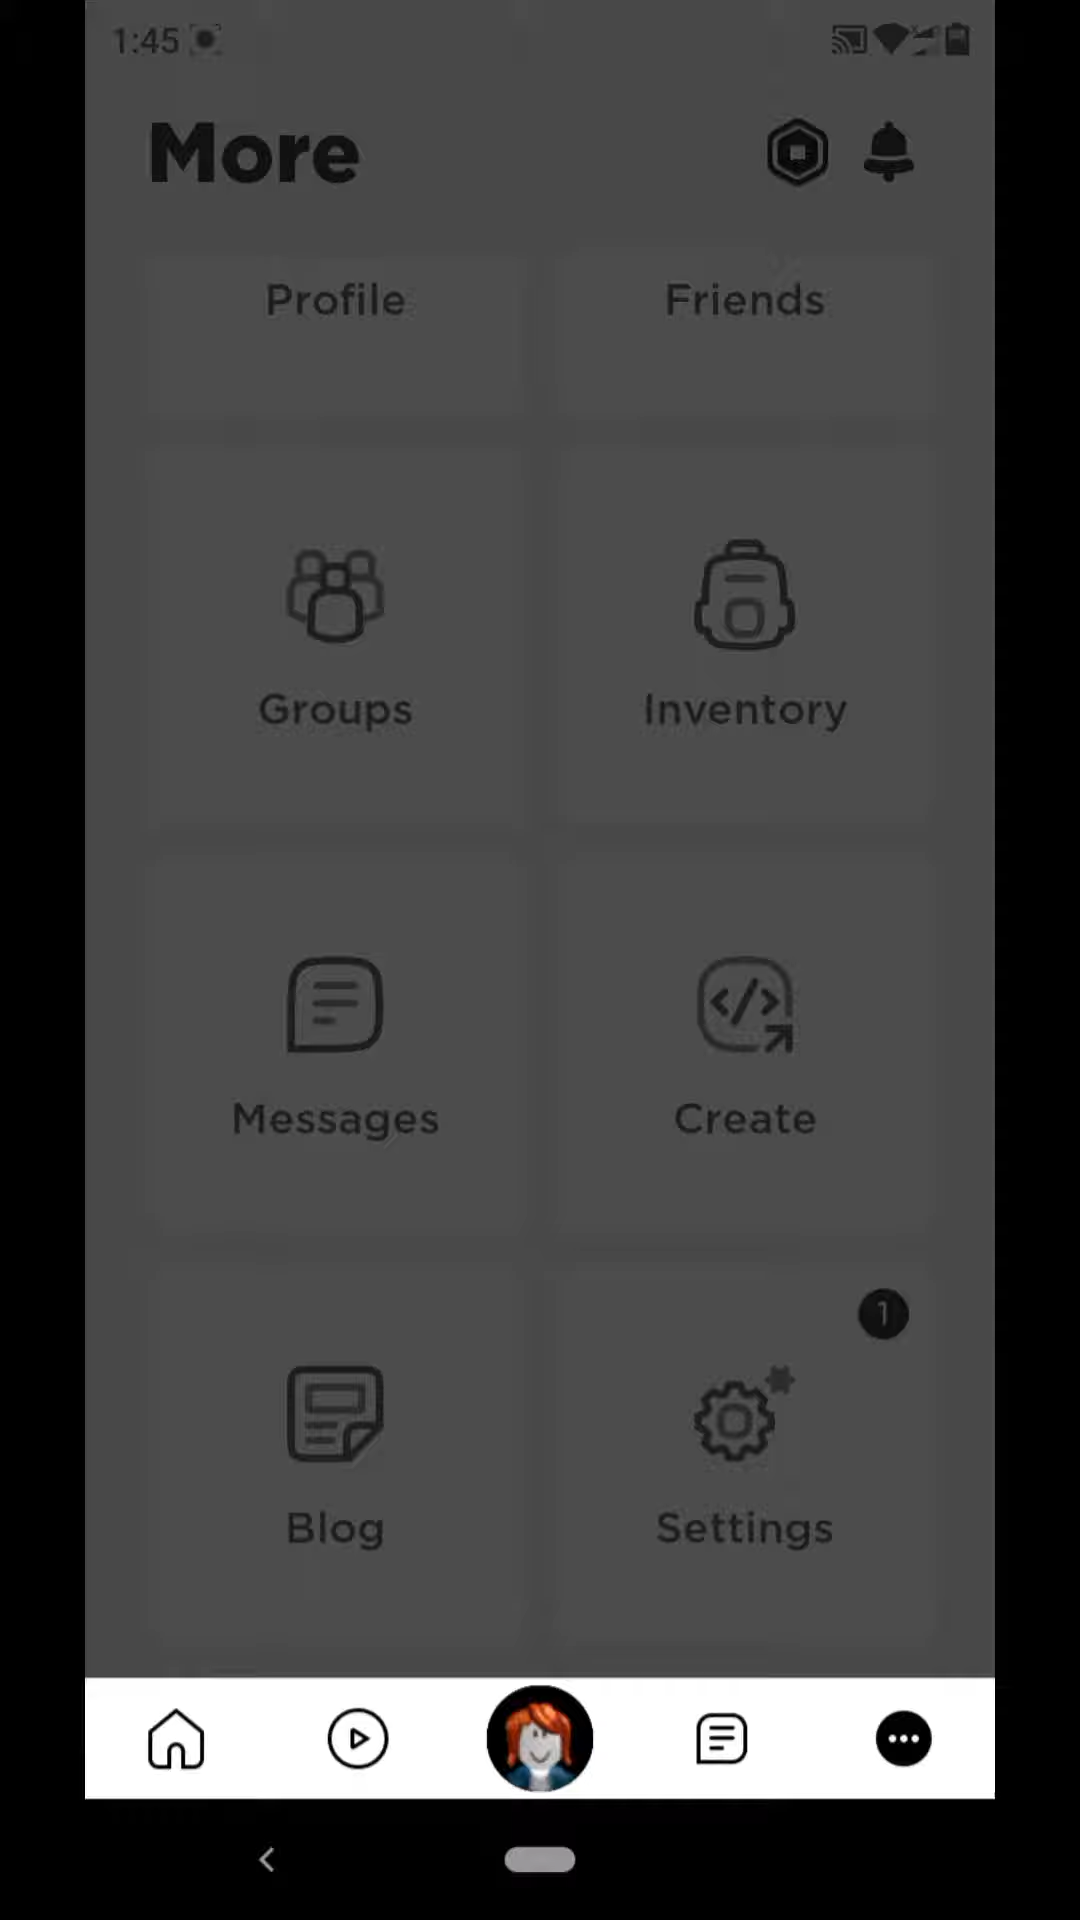 1:45
More
Profile
Friends
Groups
Inventory
Messages
Create
1
Blog
Settings